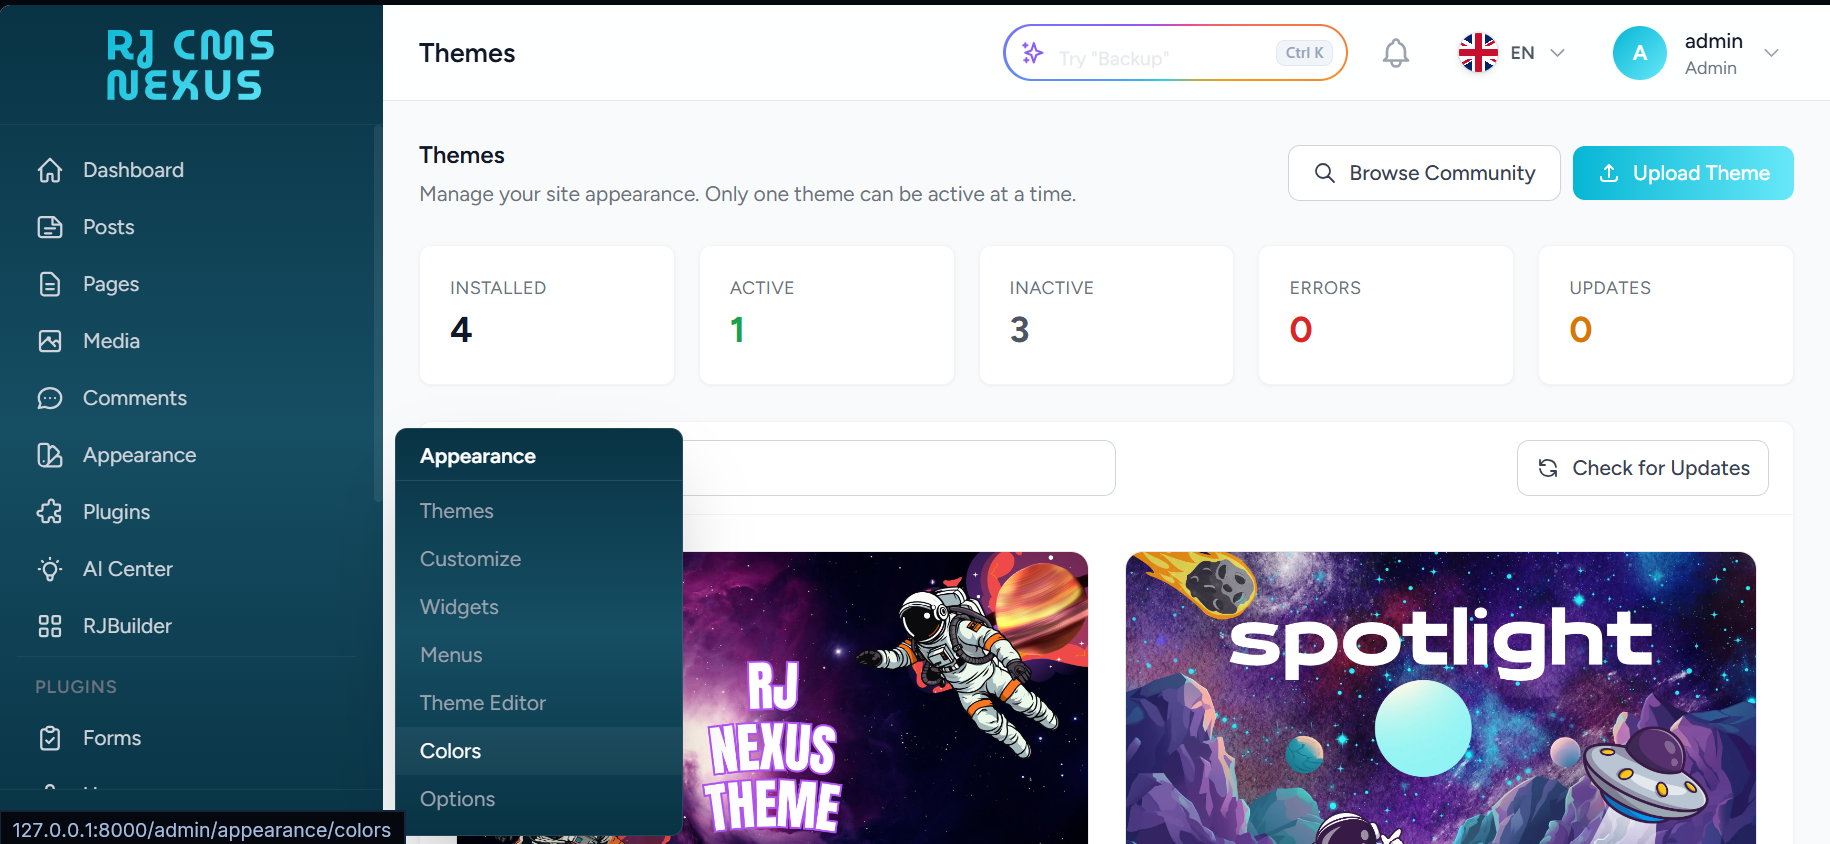 RJ CMS
NEXUS
Dashboard
Posts
Pages
Media
Comments
Appearance
Plugins
AI Center
RJBuilder
PLUGINS
Forms
127.0.0.1:8000/admin/appearance/colors
Themes
Try "Backup"
Ctrl K
EN
A
admin
Admin
Themes
Manage your site appearance. Only one theme can be active at a time.
Browse Community
Upload Theme
INSTALLED
4
ACTIVE
1
INACTIVE
3
ERRORS
0
UPDATES
0
Appearance
Themes
Customize
Widgets
Menus
Theme Editor
Colors
Options
Check for Updates
RJ
NEXUS
THEME
spotlight